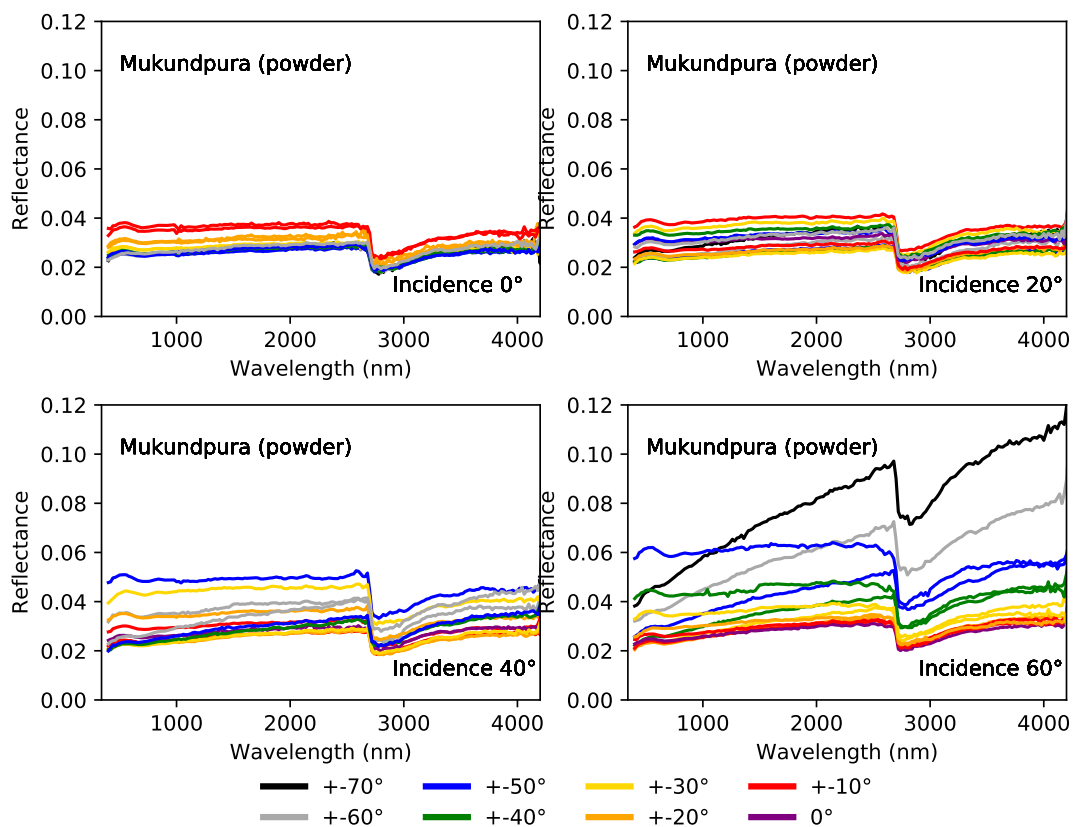 0.12
0.10
0.08
0.06
0.04
0.02
0.00
Reflectance
Mukundpura (powder)
Incidence 0°
1000 2000 3000 4000
Wavelength (nm)
0.12
0.10
0.08
0.06
0.04
0.02
0.00
Reflectance
Mukundpura (powder)
Incidence 20°
1000 2000 3000 4000
Wavelength (nm)
0.12
0.10
0.08
0.06
0.04
0.02
0.00
Reflectance
Mukundpura (powder)
Incidence 40°
1000 2000 3000 4000
Wavelength (nm)
0.12
0.10
0.08
0.06
0.04
0.02
0.00
Reflectance
Mukundpura (powder)
Incidence 60°
1000 2000 3000 4000
Wavelength (nm)
+-70° +-50° +-30° +-10°
+-60° +-40° +-20° 0°